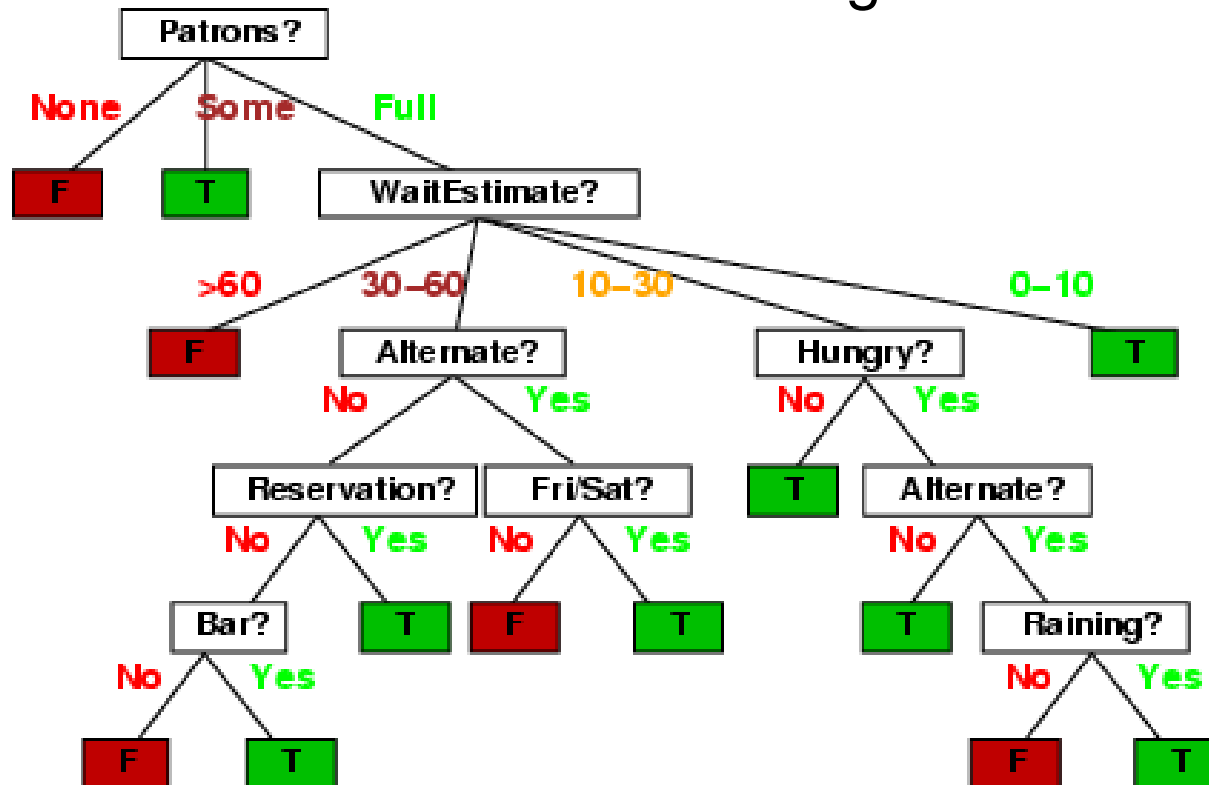 g
Patrons?
None Some Full
F T WaitEstimate?
>60 30–60 10–30 0–10
F Alternate? Hungry? T
No Yes No Yes
Reservation? Fri/Sat? T Alternate?
No Yes No Yes No Yes
Bar? T F T T Raining?
No Yes No Yes
F T F T